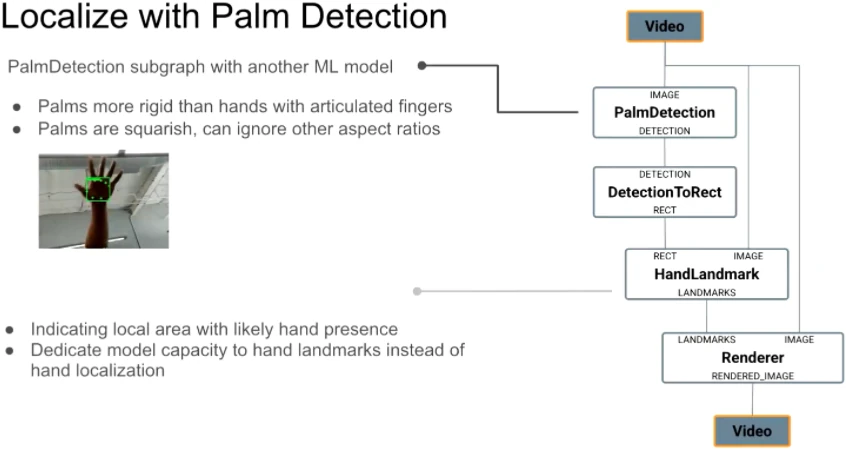 Localize with Palm Detection
PalmDetection subgraph with another ML model
● Palms more rigid than hands with articulated fingers
● Palms are squarish, can ignore other aspect ratios
● Indicating local area with likely hand presence
● Dedicate model capacity to hand landmarks instead of
hand localization
Video
IMAGE
PalmDetection
DETECTION
DETECTION
DetectionToRect
RECT
RECT IMAGE
HandLandmark
LANDMARKS
LANDMARKS IMAGE
Renderer
RENDERED_IMAGE
Video